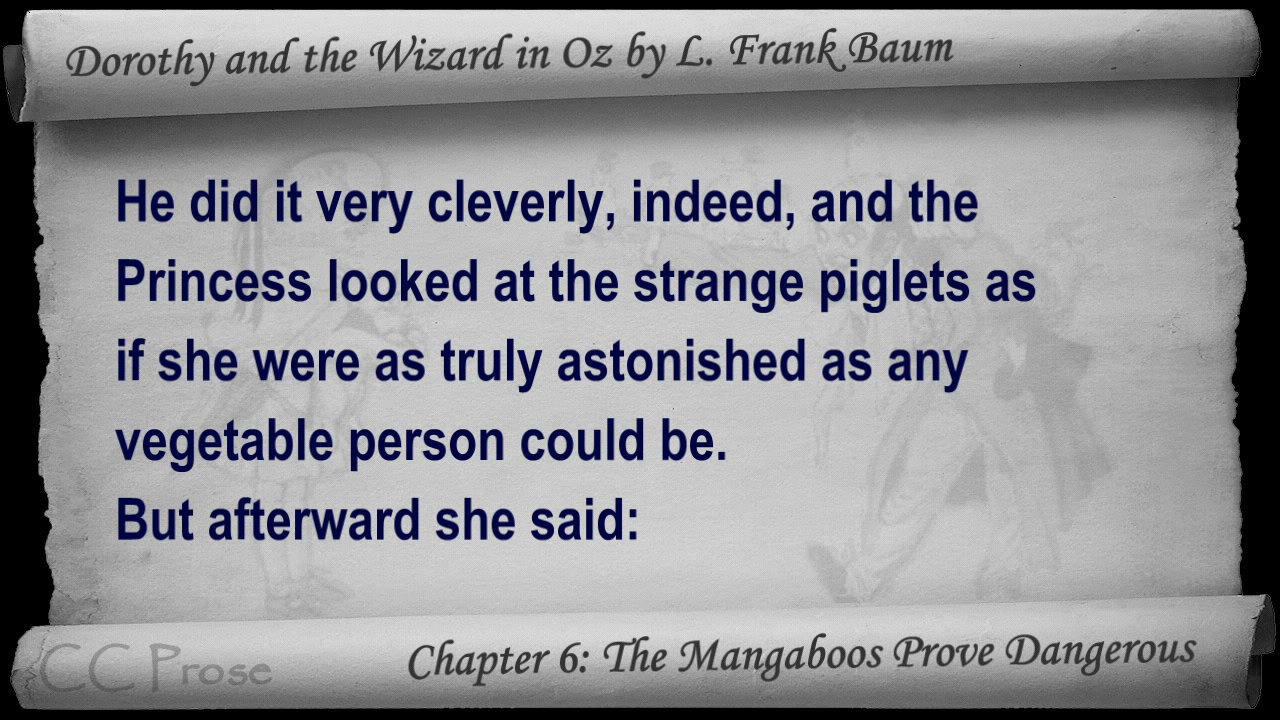 Dorothy and the Wizard in Oz by L. Frank Baum
He did it very cleverly, indeed, and the
Princess looked at the strange piglets as
if she were as truly astonished as any
vegetable person could be.
But afterward she said:
CC Prose
Chapter 6: The Mangaboos Prove Dangerous